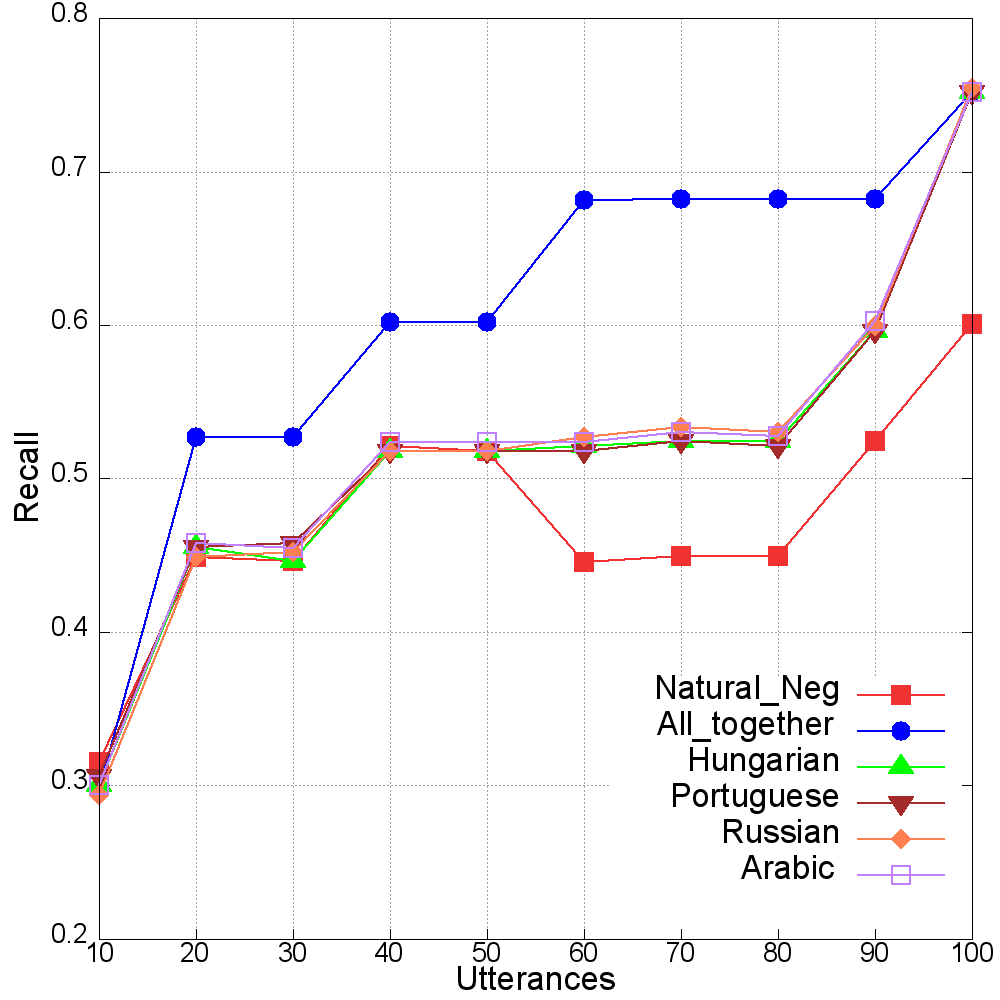 0.8
0.7
0.6
0.5
0.4
0.3
0.2
Recall
Natural_Neg
All_together
Hungarian
Portuguese
Russian
Arabic
10 20 30 40 50 60 70 80 90 100
Utterances